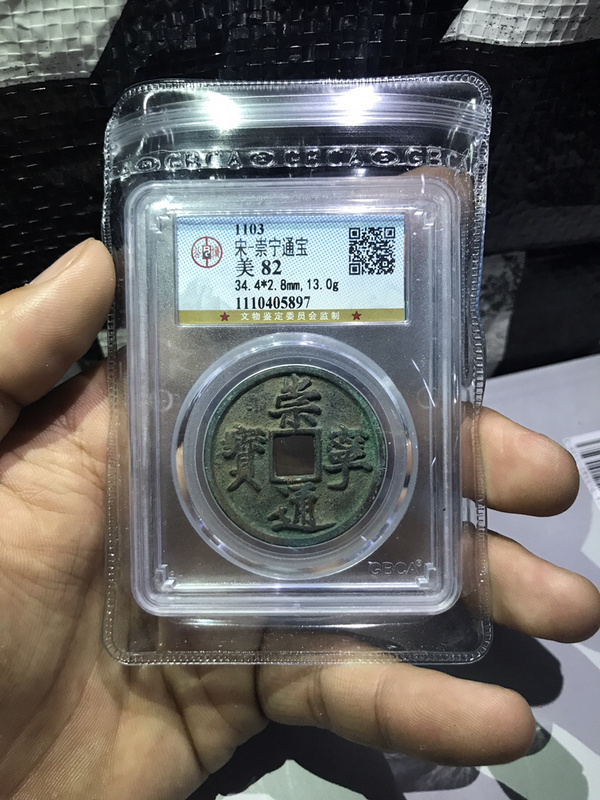 GBCA GBCA GBCA
1103
宋·崇宁通宝
美 82
34.4*2.8mm,13.0g
1110405897
★ 文物鉴定委员会监制 ★
崇
寶 寧
通
GBCA®